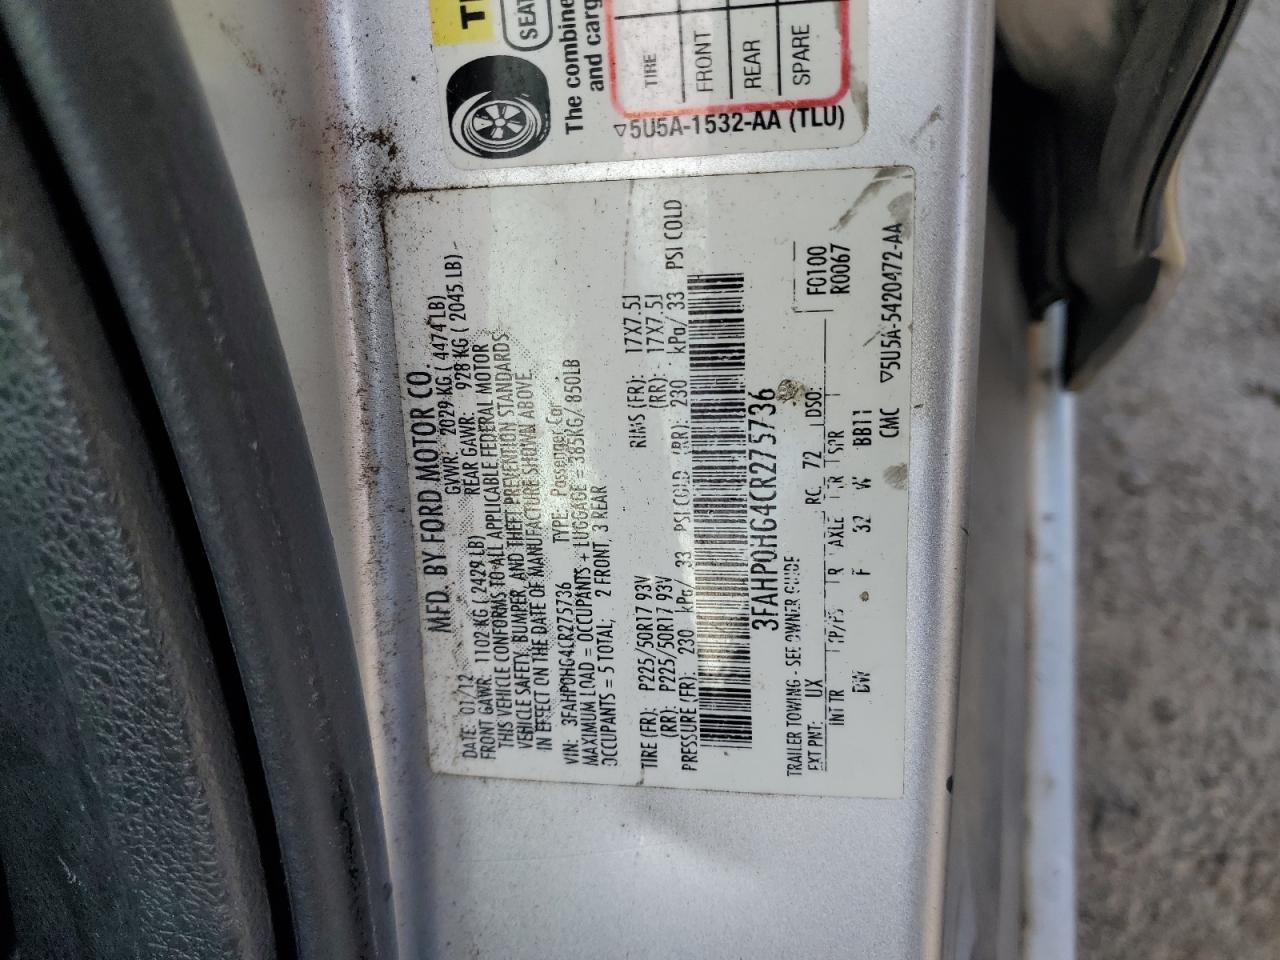 SEAT
The combine
and carg
TIRE
FRONT
REAR
SPARE
▽5U5A-1532-AA (TLU)
MFD. BY FORD MOTOR CO.
DATE: 01/12 GVWR: 2029 KG ( 4474 LB)
FRONT GAWR: 1102 KG ( 2429 LB) REAR GAWR: 928 KG ( 2045 LB)
THIS VEHICLE CONFORMS TO ALL APPLICABLE FEDERAL MOTOR
VEHICLE SAFETY, BUMPER, AND THEFT PREVENTION STANDARDS
IN EFFECT ON THE DATE OF MANUFACTURE SHOWN ABOVE.
VIN: 3FAHP0HG4CR275736 TYPE: Passenger Car
MAXIMUM LOAD = OCCUPANTS + LUGGAGE = 385KG/ 850LB
OCCUPANTS = 5 TOTAL, 2 FRONT, 3 REAR
TIRE (FR): P225/50R17 93V RIMS (FR): 17X7.5J
(RR): P225/50R17 93V (RR): 17X7.5J
PRESSURE (FR): 230 kPa/ 33 PSI COLD (RR): 230 kPa/ 33 PSI COLD
3FAHP0HG4CR275736
TRAILER TOWING - SEE OWNER GUIDE
F0100
R0067
EXT PNT: UX RC: 72 DSO:
INT TR TP/PS R AXLE TR SPR
DW F 32 W BB11
CMC ▽5U5A-5420472-AA